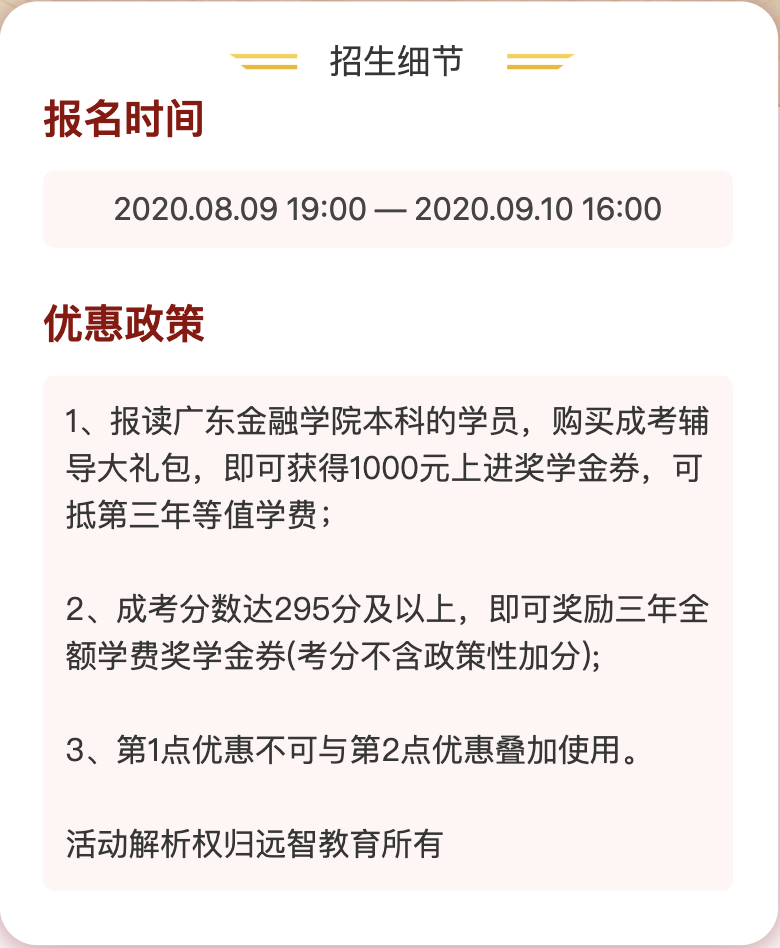 招生细节
报名时间
2020.08.09 19:00 — 2020.09.10 16:00
优惠政策
1、报读广东金融学院本科的学员，购买成考辅
导大礼包，即可获得1000元上进奖学金券，可
抵第三年等值学费；
2、成考分数达295分及以上，即可奖励三年全
额学费奖学金券(考分不含政策性加分);
3、第1点优惠不可与第2点优惠叠加使用。
活动解析权归远智教育所有